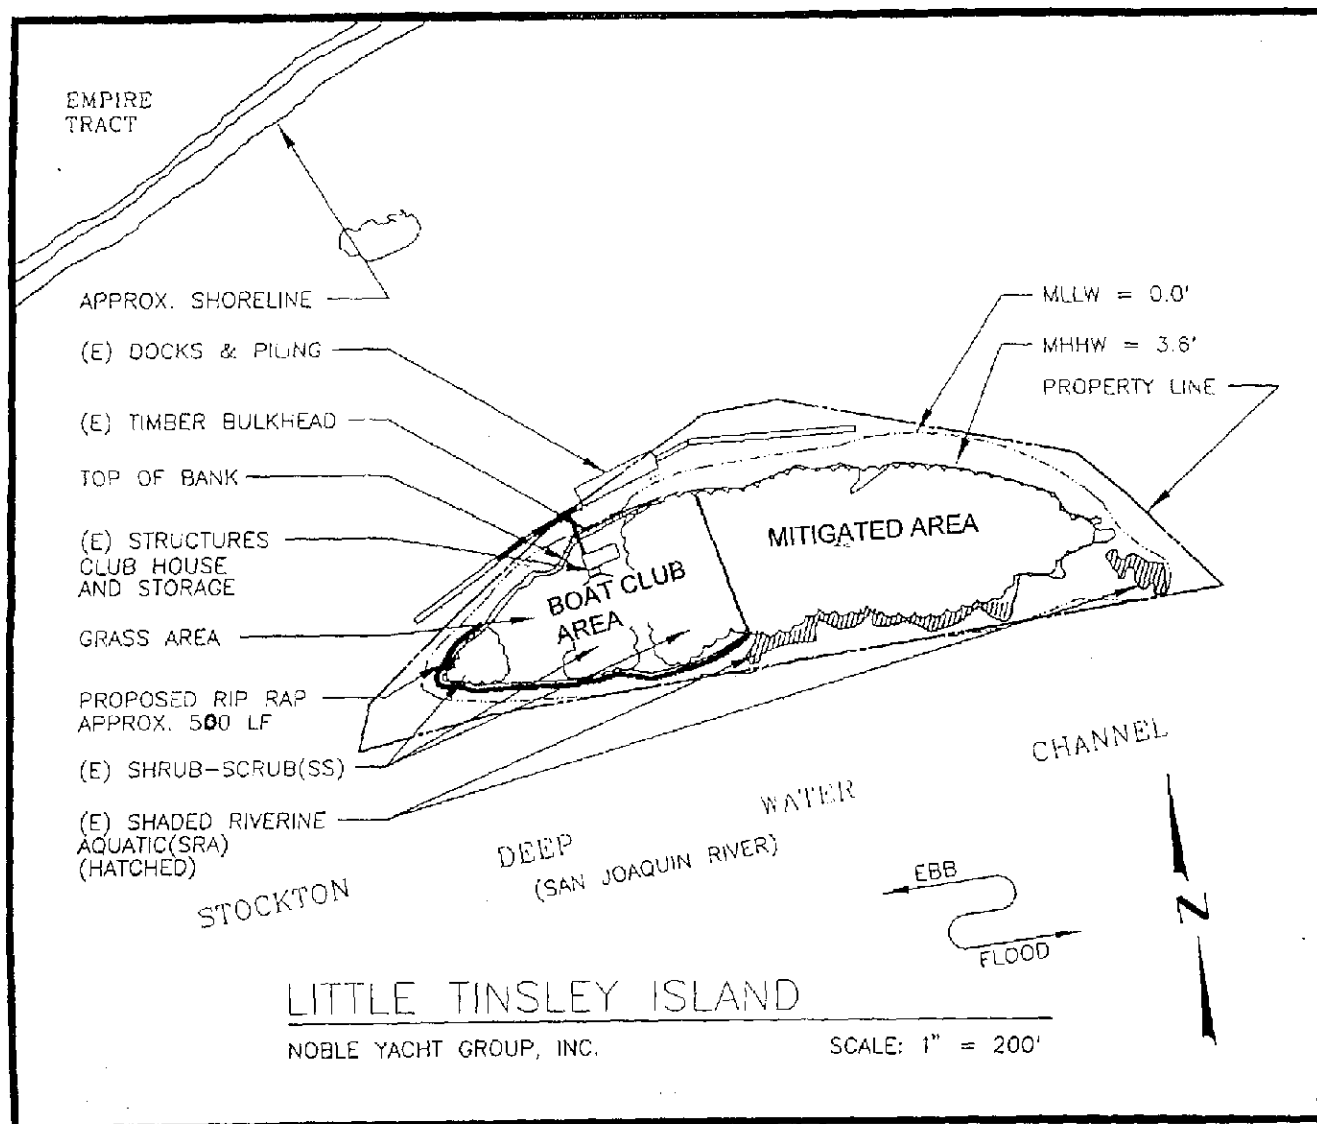 EMPIRE
TRACT
APPROX. SHORELINE
(E) DOCKS & PILING
(E) TIMBER BULKHEAD
TOP OF BANK
(E) STRUCTURES
CLUB HOUSE
AND STORAGE
GRASS AREA
PROPOSED RIP RAP
APPROX. 500 LF
(E) SHRUB-SCRUB(SS)
(E) SHADED RIVERINE
AQUATIC(SRA)
(HATCHED)
MLLW = 0.0'
MHHW = 3.6'
PROPERTY LINE
MITIGATED AREA
BOAT CLUB
AREA
STOCKTON DEEP WATER CHANNEL
(SAN JOAQUIN RIVER)
EBB
FLOOD
N
LITTLE TINSLEY ISLAND
NOBLE YACHT GROUP, INC.
SCALE: 1" = 200'